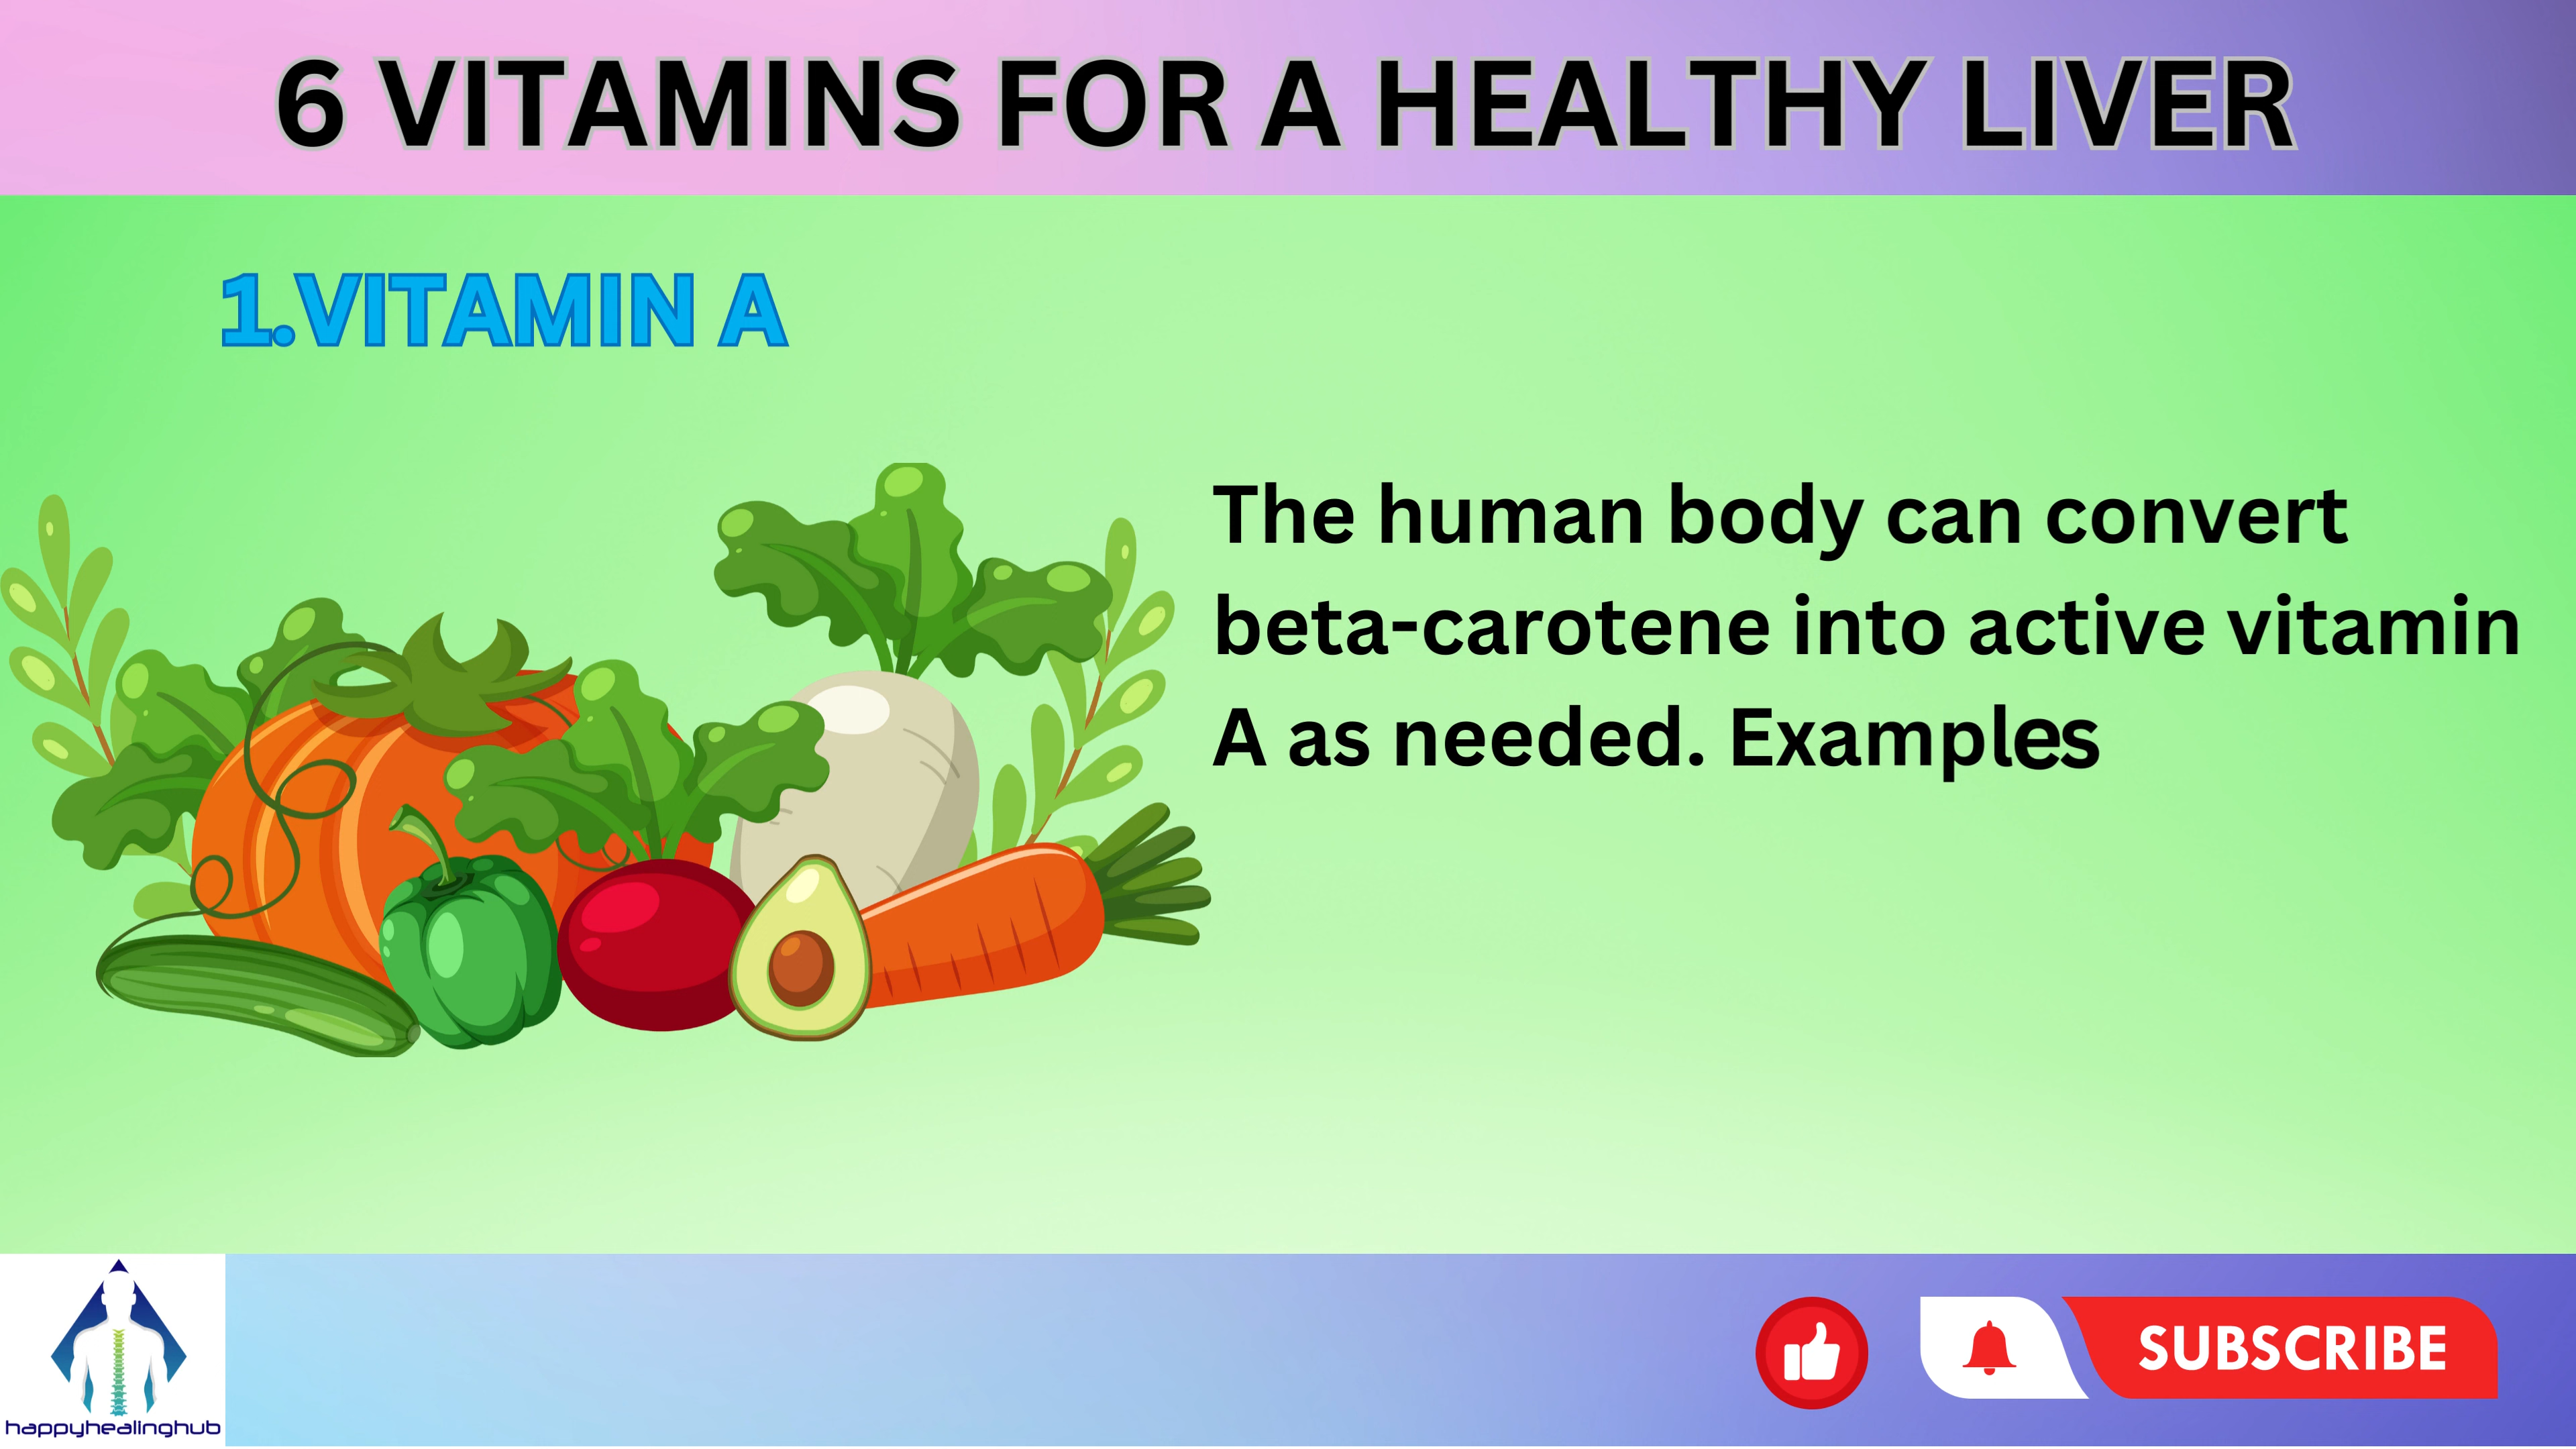 6 VITAMINS FOR A HEALTHY LIVER
1.VITAMIN A
The human body can convert
beta-carotene into active vitamin
A as needed. Examples
happyhealinghub
SUBSCRIBE